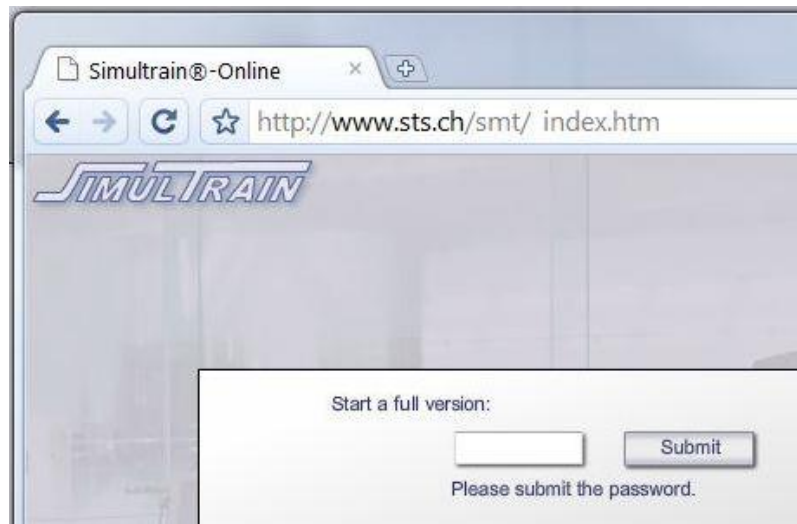 Simultrain®-Online
http://www.sts.ch/smt/ index.htm
SIMULTRAIN
Start a full version:
Submit
Please submit the password.